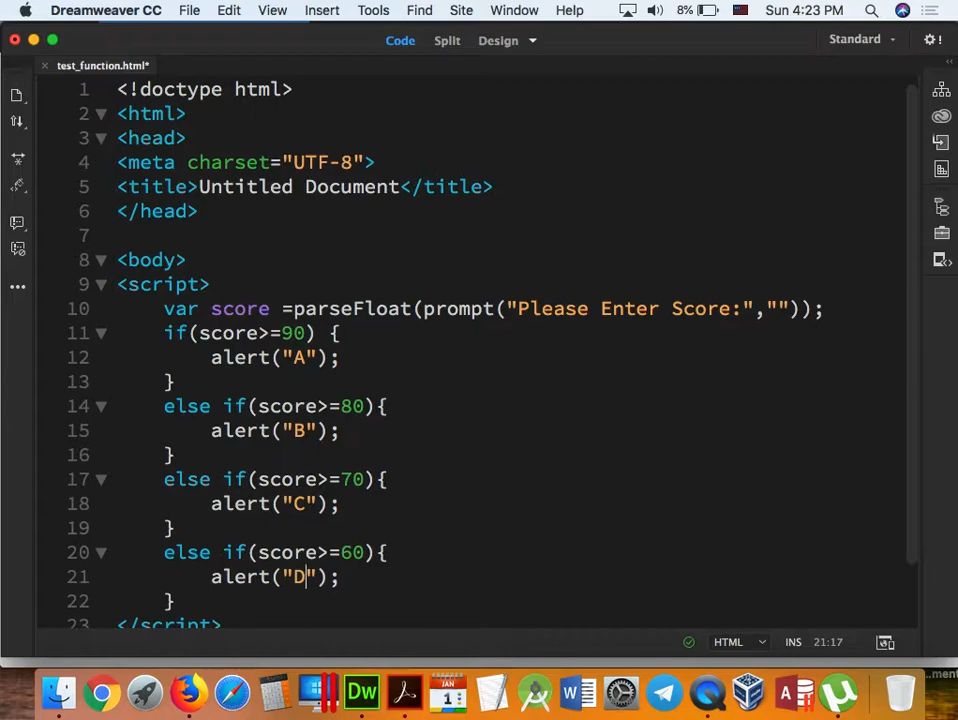 Dreamweaver CC File Edit View Insert Tools Find Site Window Help 8% Sun 4:23 PM
Code Split Design Standard
test_function.html*
1 <!doctype html>
2 <html>
3 <head>
4 <meta charset="UTF-8">
5 <title>Untitled Document</title>
6 </head>
7
8 <body>
9 <script>
10 var score =parseFloat(prompt("Please Enter Score:",""));
11 if(score>=90) {
12 alert("A");
13 }
14 else if(score>=80){
15 alert("B");
16 }
17 else if(score>=70){
18 alert("C");
19 }
20 else if(score>=60){
21 alert("D");
22 }
23 </script>
HTML INS 21:17
...ment
Dw 1 W A